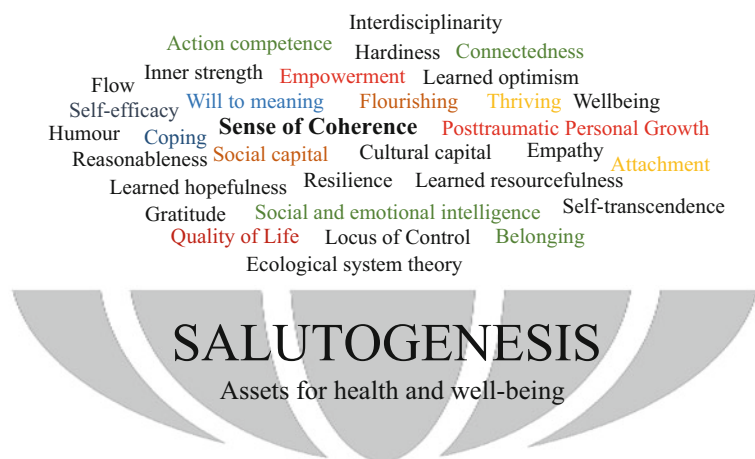 Interdisciplinarity
Action competence Hardiness Connectedness
Flow Inner strength Empowerment Learned optimism
Self-efficacy Will to meaning Flourishing Thriving Wellbeing
Humour Coping Sense of Coherence Posttraumatic Personal Growth
Reasonableness Social capital Cultural capital Empathy Attachment
Learned hopefulness Resilience Learned resourcefulness
Gratitude Social and emotional intelligence Self-transcendence
Quality of Life Locus of Control Belonging
Ecological system theory
SALUTOGENESIS
Assets for health and well-being